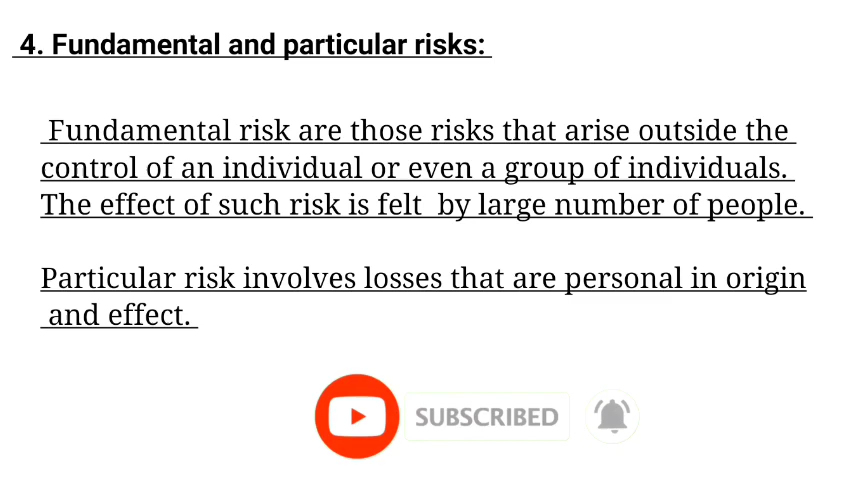 4. Fundamental and particular risks:
Fundamental risk are those risks that arise outside the
control of an individual or even a group of individuals.
The effect of such risk is felt  by large number of people.
Particular risk involves losses that are personal in origin
and effect.
SUBSCRIBED